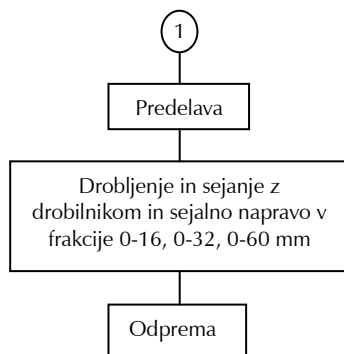 1
Predelava
Drobljenje in sejanje z
drobilnikom in sejalno napravo v
frakcije 0-16, 0-32, 0-60 mm
Odprema